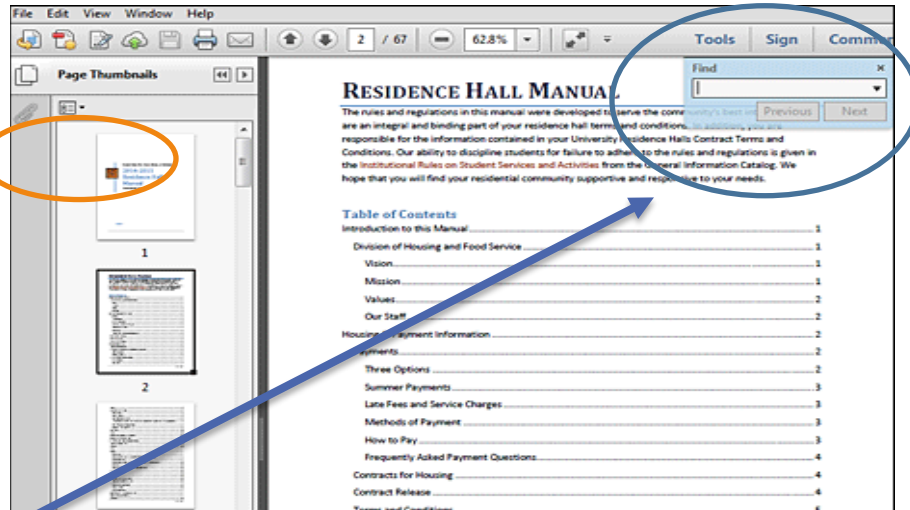 File Edit View Window Help
2 / 67 62.8% Tools Sign
Page Thumbnails
Find
Previous Next
1
2
RESIDENCE HALL MANUAL
The rules and regulations in this manual were developed to serve the community's best
are an integral and binding part of your residence hall terms and conditions. In addition, you are
responsible for the information contained in your University Residence Halls Contract Terms and
Conditions. Our ability to discipline students for failure to adhere to the rules and regulations is given in
the Institutional Rules on Student Services and Activities from the General Information Catalog. We
hope that you will find your residential community supportive and responsive to your needs.
Table of Contents
Introduction to this Manual 1
Division of Housing and Food Service 1
Vision 1
Mission 1
Values 2
Our Staff 2
Housing Payment Information 2
Payments 2
Three Options 2
Summer Payments 3
Late Fees and Service Charges 3
Methods of Payment 3
How to Pay 3
Frequently Asked Payment Questions 4
Contracts for Housing 4
Contract Release 4
Terms and Conditions 5